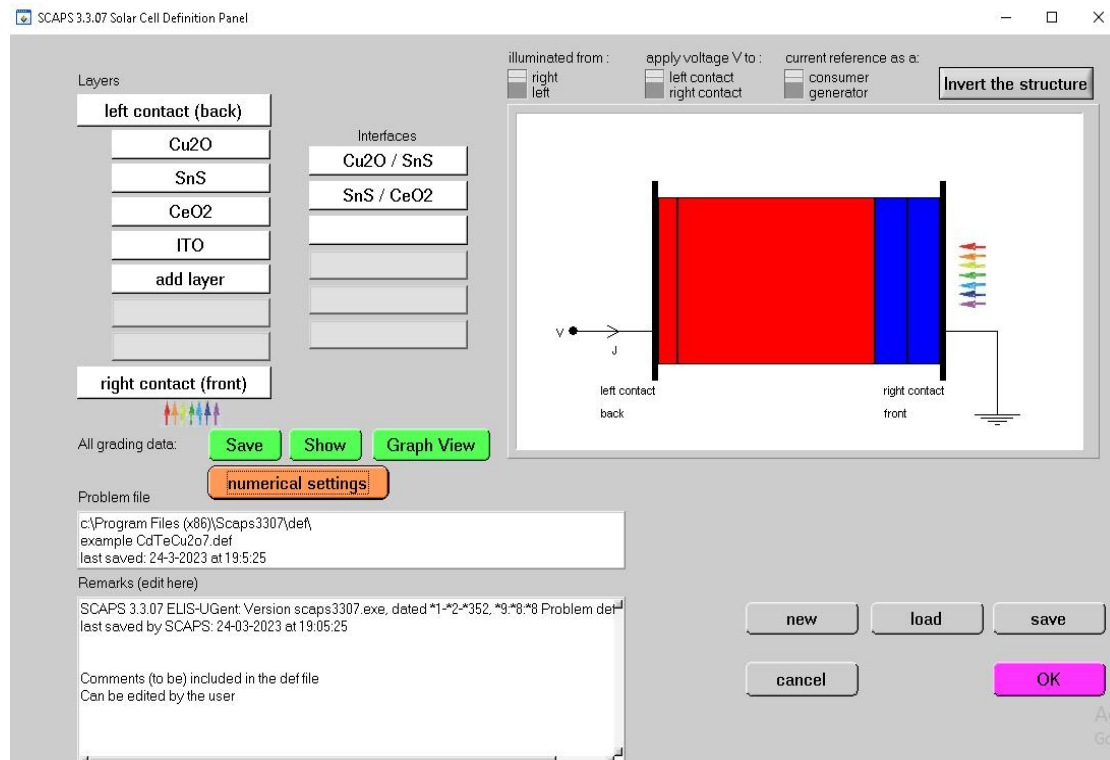 SCAPS 3.3.07 Solar Cell Definition Panel
illuminated from :
right
left
apply voltage V to :
left contact
right contact
current reference as a:
consumer
generator
Invert the structure
Layers
left contact (back)
Cu2O
SnS
CeO2
ITO
add layer
right contact (front)
Interfaces
Cu2O / SnS
SnS / CeO2
V
J
left contact
back
right contact
front
All grading data:
Save
Show
Graph View
numerical settings
Problem file
c:\Program Files (x86)\Scaps3307\def\
example CdTeCu2o7.def
last saved: 24-3-2023 at 19:5:25
Remarks (edit here)
SCAPS 3.3.07 ELIS-UGent: Version scaps3307.exe, dated *1-*2-*352, *9:*8:*8 Problem def
last saved by SCAPS: 24-03-2023 at 19:05:25
Comments (to be) included in the def file
Can be edited by the user
new
load
save
cancel
OK